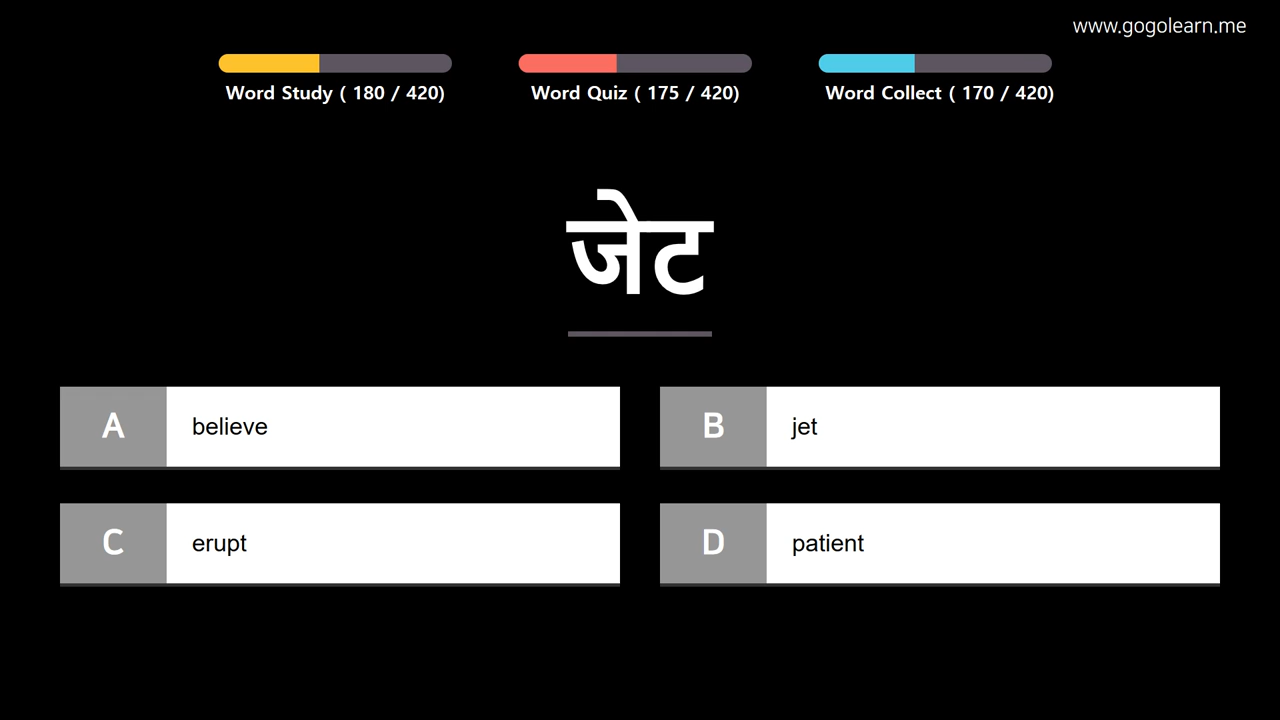 www.gogolearn.me
Word Study ( 180 / 420)
Word Quiz ( 175 / 420)
Word Collect ( 170 / 420)
जेट
A believe
B jet
C erupt
D patient